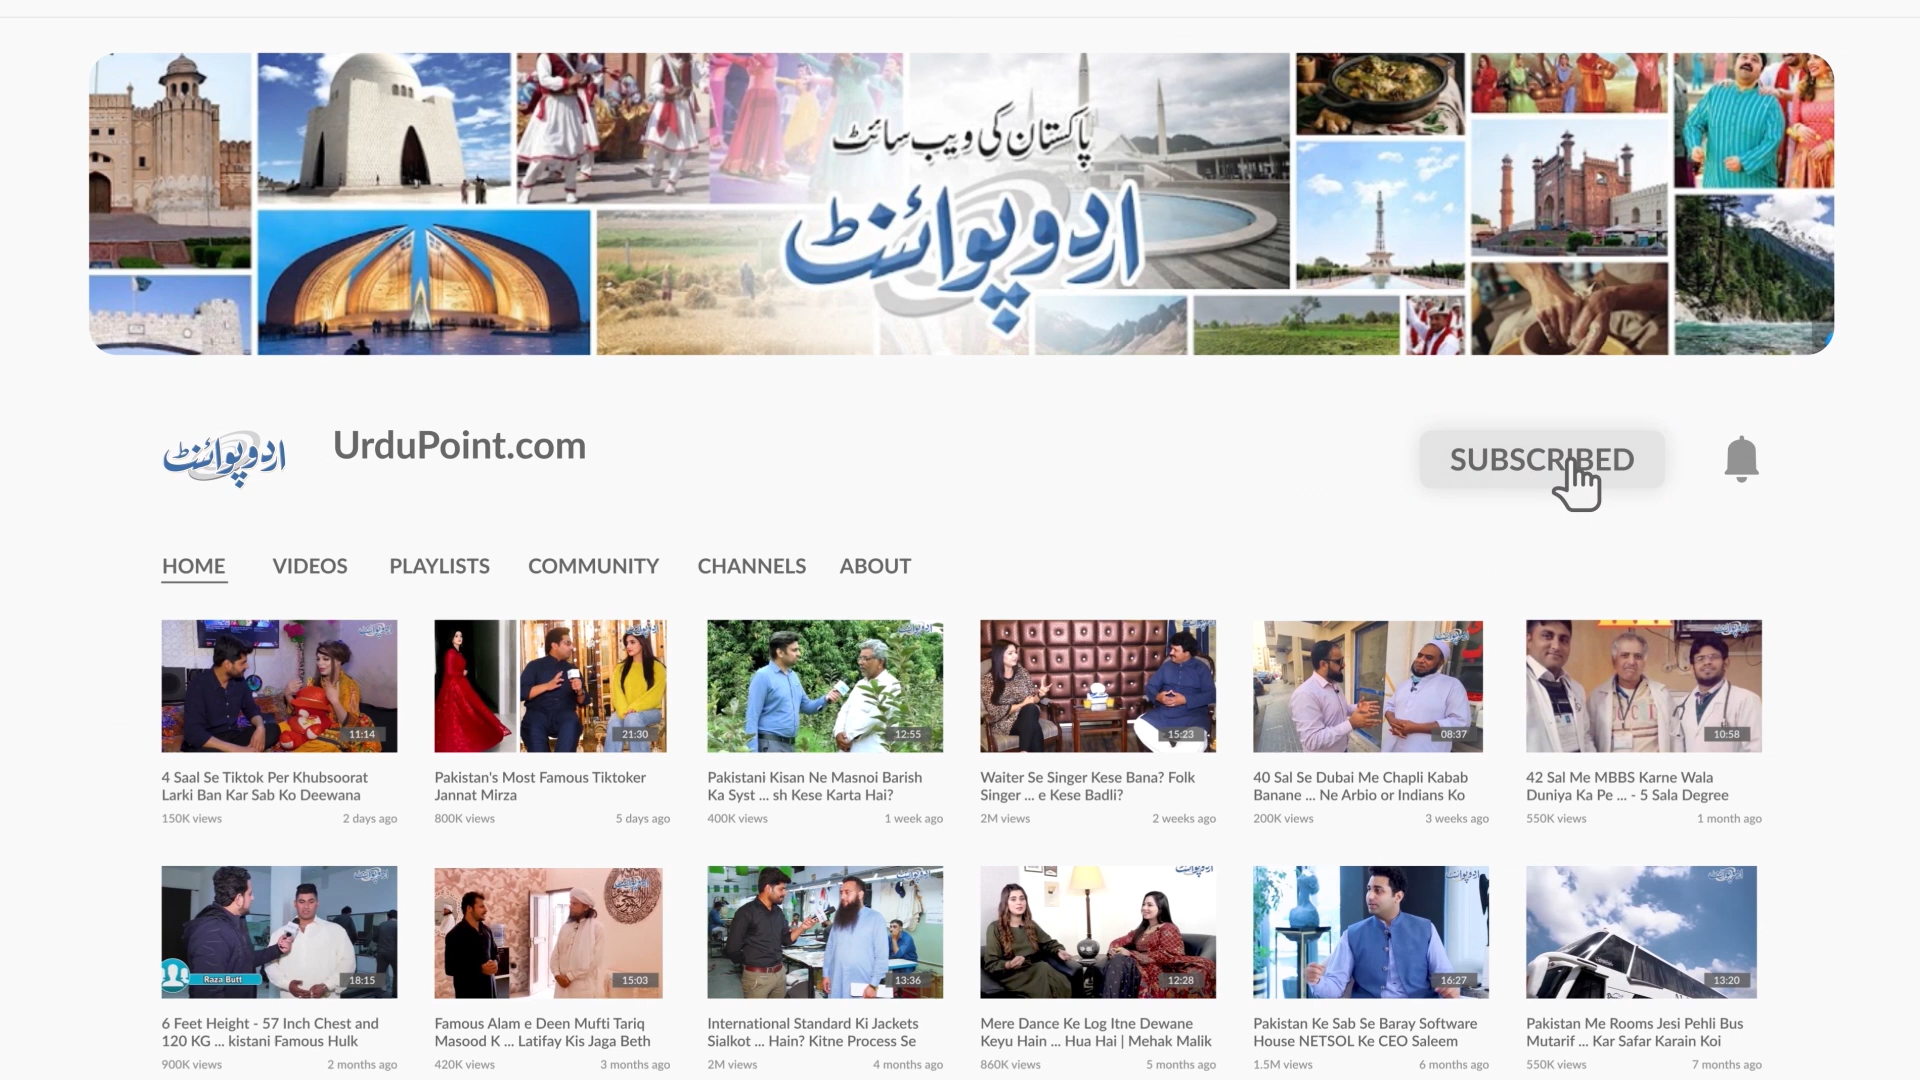 پاکستان کی ویب سائٹ
اردو پوائنٹ
اردو پوائنٹ
UrduPoint.com
SUBSCRIBED
HOME VIDEOS PLAYLISTS COMMUNITY CHANNELS ABOUT
11:14
21:30
12:55
15:23
08:37
10:58
4 Saal Se Tiktok Per Khubsoorat
Larki Ban Kar Sab Ko Deewana
150K views 2 days ago
Pakistan's Most Famous Tiktoker
Jannat Mirza
800K views 5 days ago
Pakistani Kisan Ne Masnoi Barish
Ka Syst ... sh Kese Karta Hai?
400K views 1 week ago
Waiter Se Singer Kese Bana? Folk
Singer ... e Kese Badli?
2M views 2 weeks ago
40 Sal Se Dubai Me Chapli Kabab
Banane ... Ne Arbio or Indians Ko
200K views 3 weeks ago
42 Sal Me MBBS Karne Wala
Duniya Ka Pe ... - 5 Sala Degree
550K views 1 month ago
Raza Butt
18:15
15:03
13:36
12:28
16:27
13:20
6 Feet Height - 57 Inch Chest and
120 KG ... kistani Famous Hulk
900K views 2 months ago
Famous Alam e Deen Mufti Tariq
Masood K ... Latifay Kis Jaga Beth
420K views 3 months ago
International Standard Ki Jackets
Sialkot ... Hain? Kitne Process Se
2M views 4 months ago
Mere Dance Ke Log Itne Dewane
Keyu Hain ... Hua Hai | Mehak Malik
860K views 5 months ago
Pakistan Ke Sab Se Baray Software
House NETSOL Ke CEO Saleem
1.5M views 6 months ago
Pakistan Me Rooms Jesi Pehli Bus
Mutarif ... Kar Safar Karain Koi
550K views 7 months ago